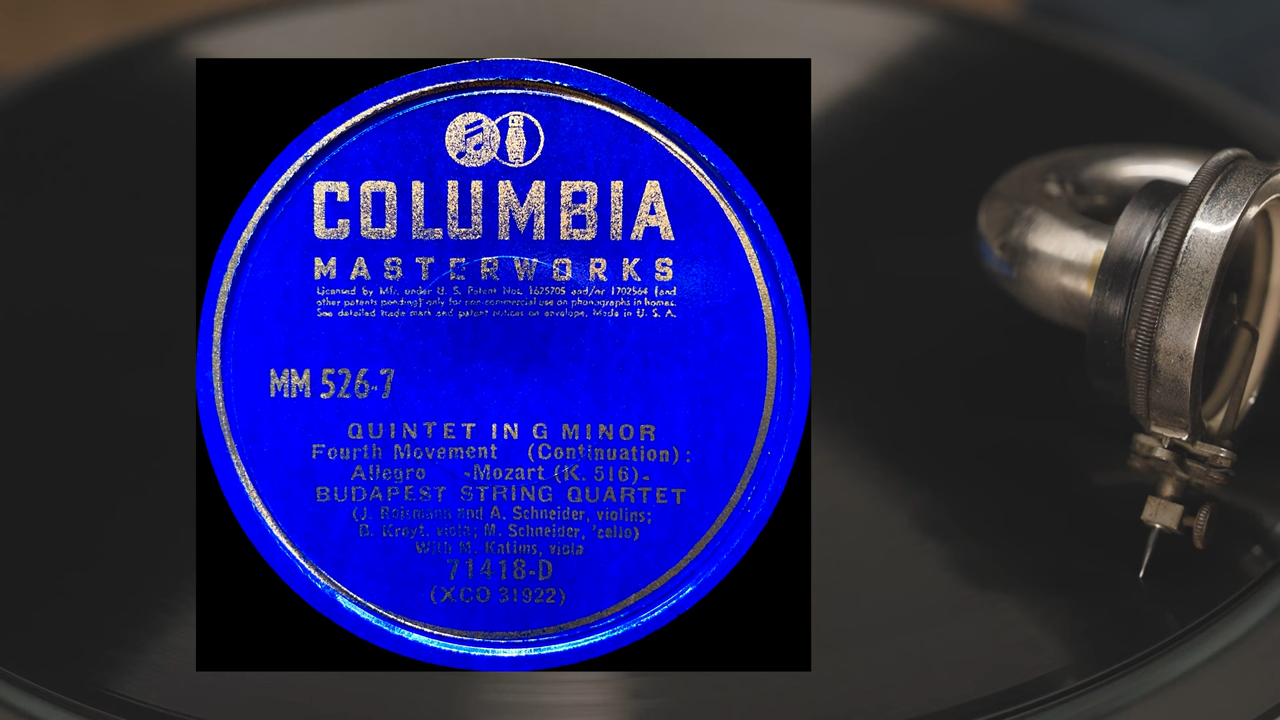 COLUMBIA
MASTERWORKS
Licensed by Mfr. under U. S. Patent Nos. 1625705 and/or 1702564 (and
other patents pending) only for non-commercial use on phonographs in homes.
See detailed trade mark and patent notices on envelope. Made in U. S. A.
MM 526-7
QUINTET IN G MINOR
Fourth Movement (Continuation):
Allegro -Mozart (K. 516)-
BUDAPEST STRING QUARTET
(J. Roismann and A. Schneider, violins;
B. Kroyt, viola; M. Schneider, 'cello)
With M. Katims, viola
71418-D
(XCO 31922)